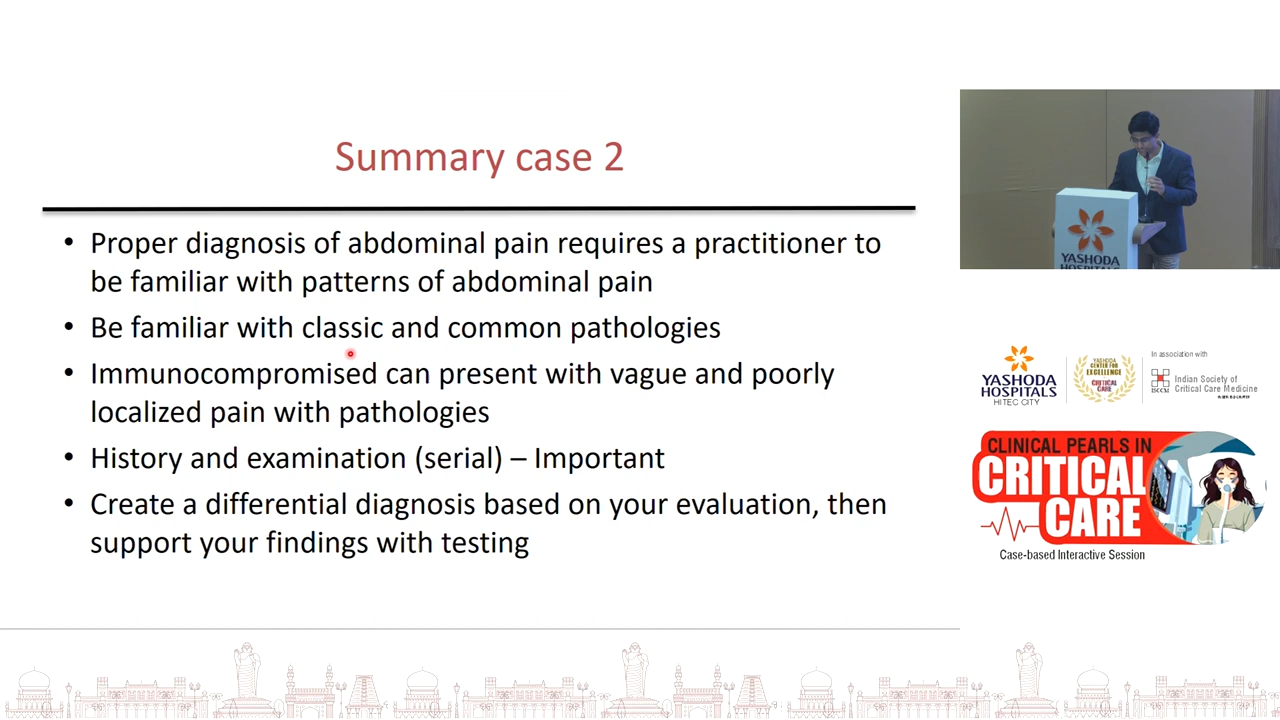 Summary case 2
• Proper diagnosis of abdominal pain requires a practitioner to
be familiar with patterns of abdominal pain
• Be familiar with classic and common pathologies
• Immunocompromised can present with vague and poorly
localized pain with pathologies
• History and examination (serial) – Important
• Create a differential diagnosis based on your evaluation, then
support your findings with testing
YASHODA
HOSPITALS
YASHODA
HOSPITALS
HITEC CITY
YASHODA
CENTER FOR
EXCELLENCE
CRITICAL
CARE
In association with
ISCCM
Indian Society of
Critical Care Medicine
CLINICAL PEARLS IN
CRITICAL
CARE
Case-based Interactive Session